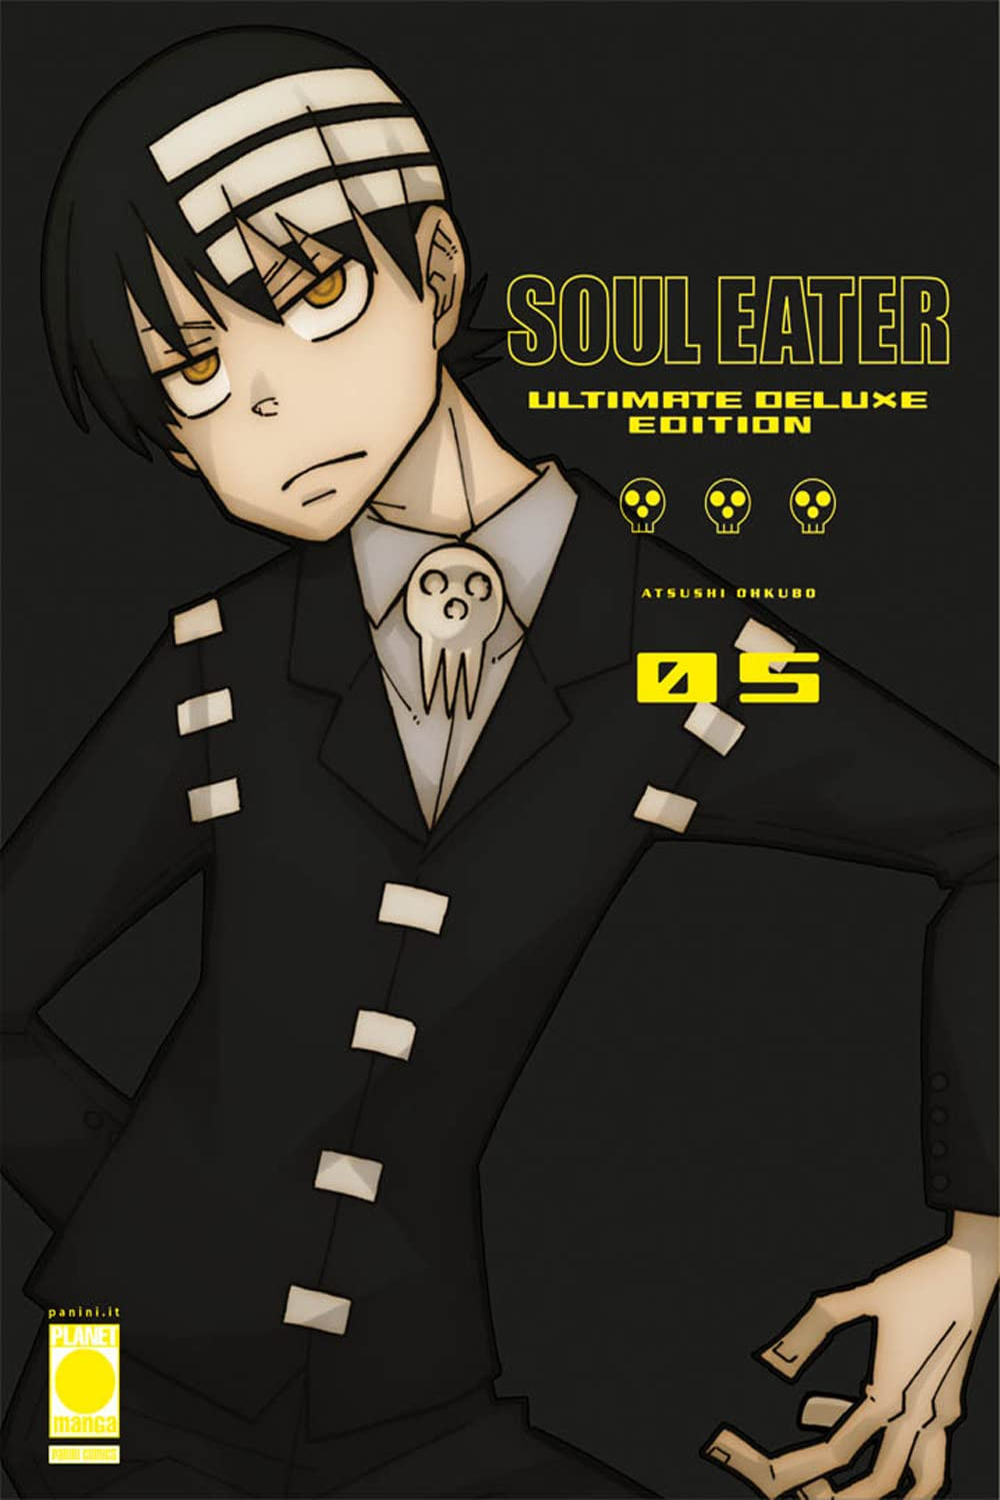 SOUL EATER
ULTIMATE DELUXE
EDITION
ATSUSHI OHKUBO
05
panini.it
PLANET
manga
PANINI COMICS